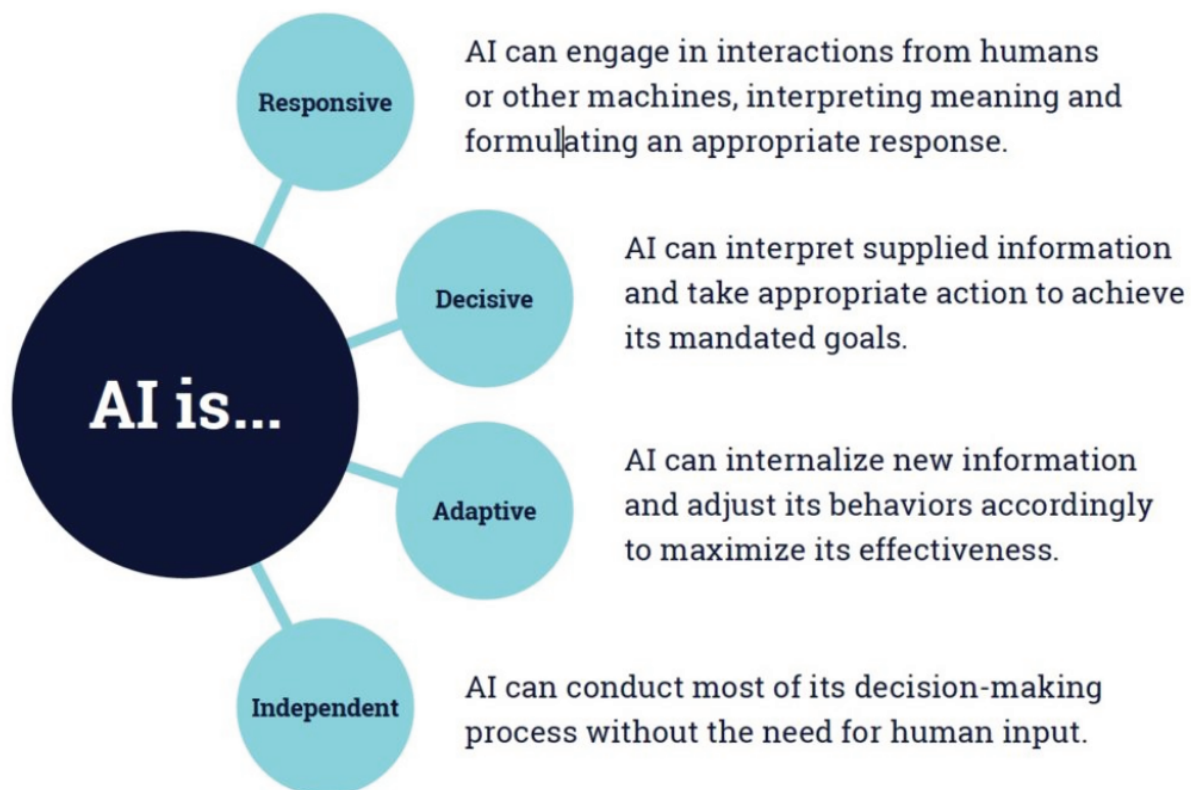 Responsive
AI can engage in interactions from humans
or other machines, interpreting meaning and
formulating an appropriate response.
Decisive
AI can interpret supplied information
and take appropriate action to achieve
its mandated goals.
AI is...
Adaptive
AI can internalize new information
and adjust its behaviors accordingly
to maximize its effectiveness.
Independent
AI can conduct most of its decision-making
process without the need for human input.